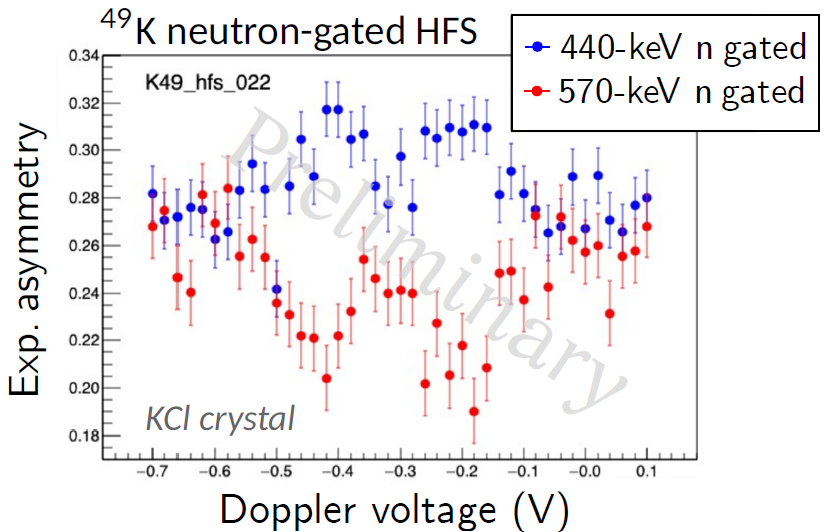 ⁴⁹K neutron-gated HFS
440-keV n gated
570-keV n gated
K49_hfs_022
Preliminary
KCl crystal
Exp. asymmetry
0.34
0.32
0.30
0.28
0.26
0.24
0.22
0.20
0.18
−0.7 −0.6 −0.5 −0.4 −0.3 −0.2 −0.1 −0.0 0.1
Doppler voltage (V)